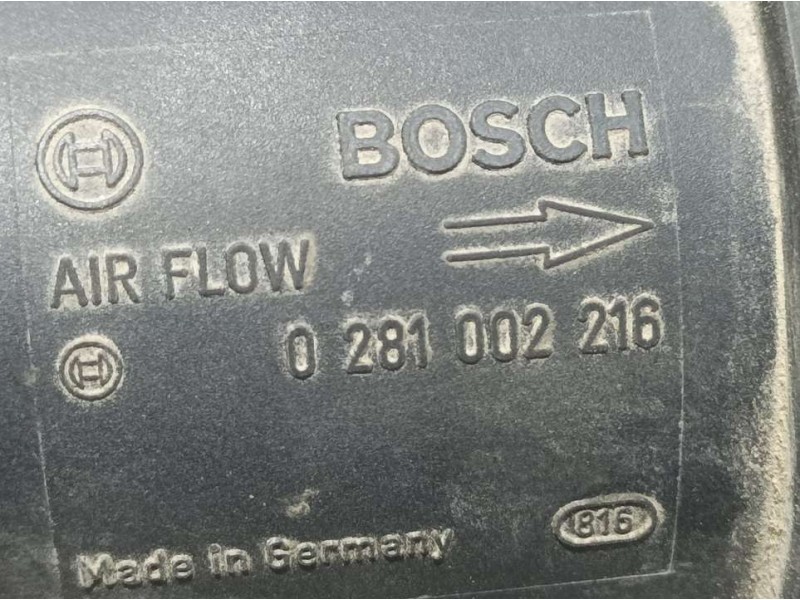 BOSCH
AIR FLOW
0 281 002 216
816
Made in Germany